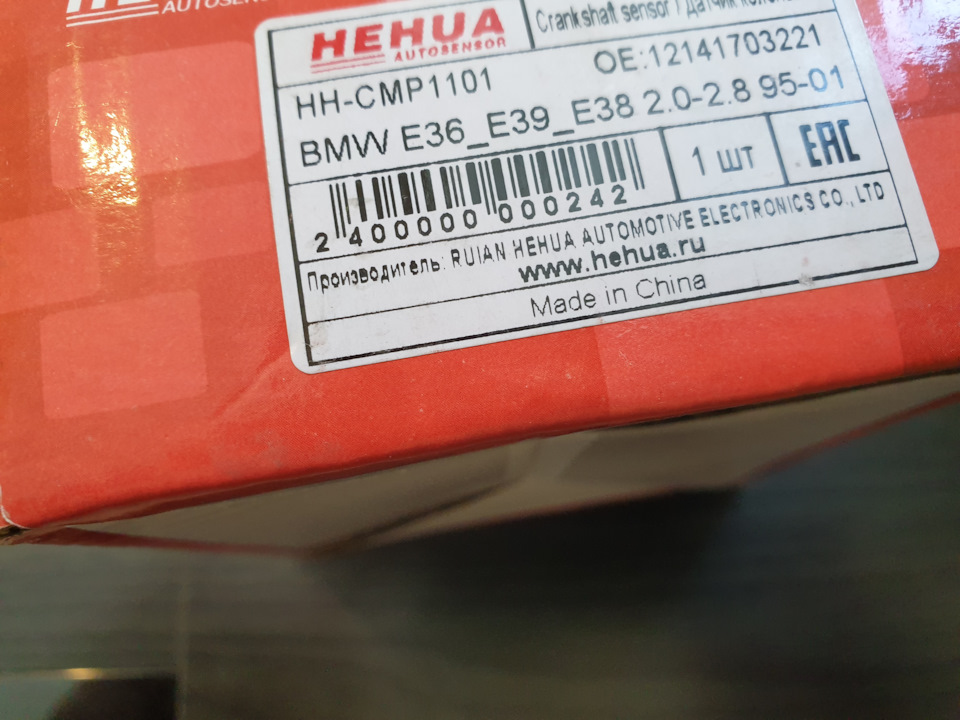 AUTOSENS
HEHUA
AUTOSENSOR
Crankshaft sensor / Датчик
HH-CMP1101
OE:12141703221
BMW E36_E39_E38 2.0-2.8 95-01
2 400000 000242
1 шт
EAC
Производитель: RUIAN HEHUA AUTOMOTIVE ELECTRONICS CO., LTD
www.hehua.ru
Made in China